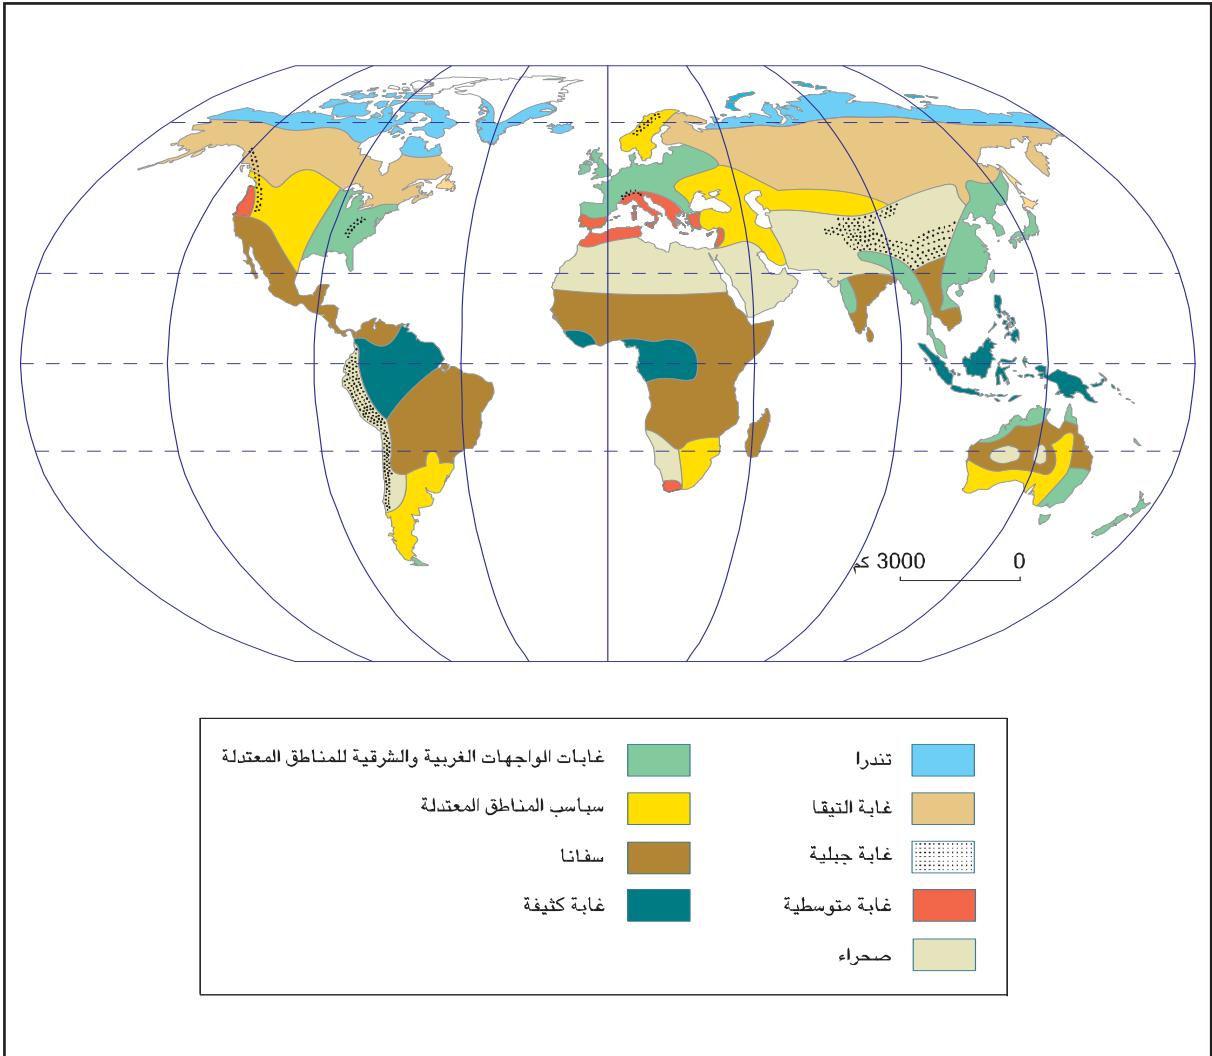 0 3000 كم
تندرا
غابة التيقا
غابة جبلية
غابة متوسطية
صحراء
غابات الواجهات الغربية والشرقية للمناطق المعتدلة
سباسب المناطق المعتدلة
سفانا
غابة كثيفة